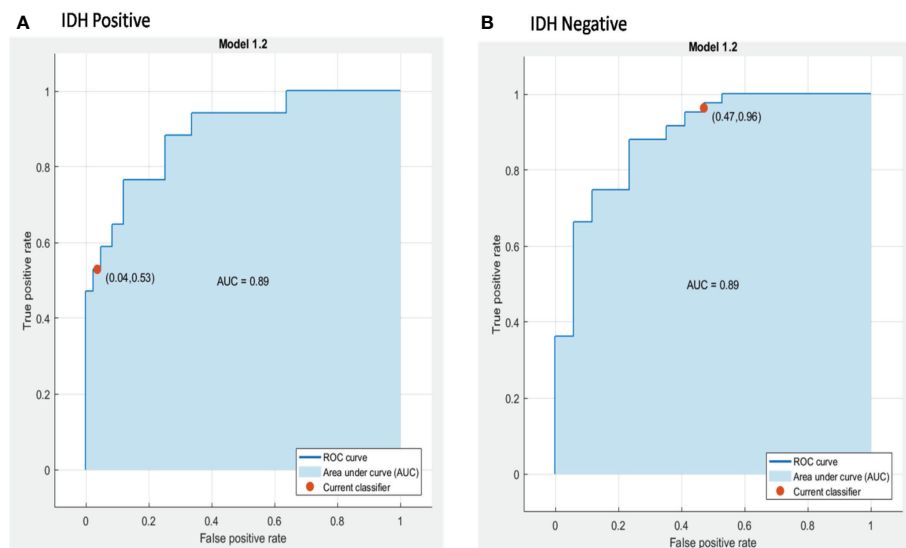 A IDH Positive
Model 1.2
1
0.8
0.6
0.4
0.2
0
True positive rate
(0.04,0.53)
AUC = 0.89
ROC curve
Area under curve (AUC)
Current classifier
0 0.2 0.4 0.6 0.8 1
False positive rate
B IDH Negative
Model 1.2
1
0.8
0.6
0.4
0.2
0
True positive rate
(0.47,0.96)
AUC = 0.89
ROC curve
Area under curve (AUC)
Current classifier
0 0.2 0.4 0.6 0.8 1
False positive rate